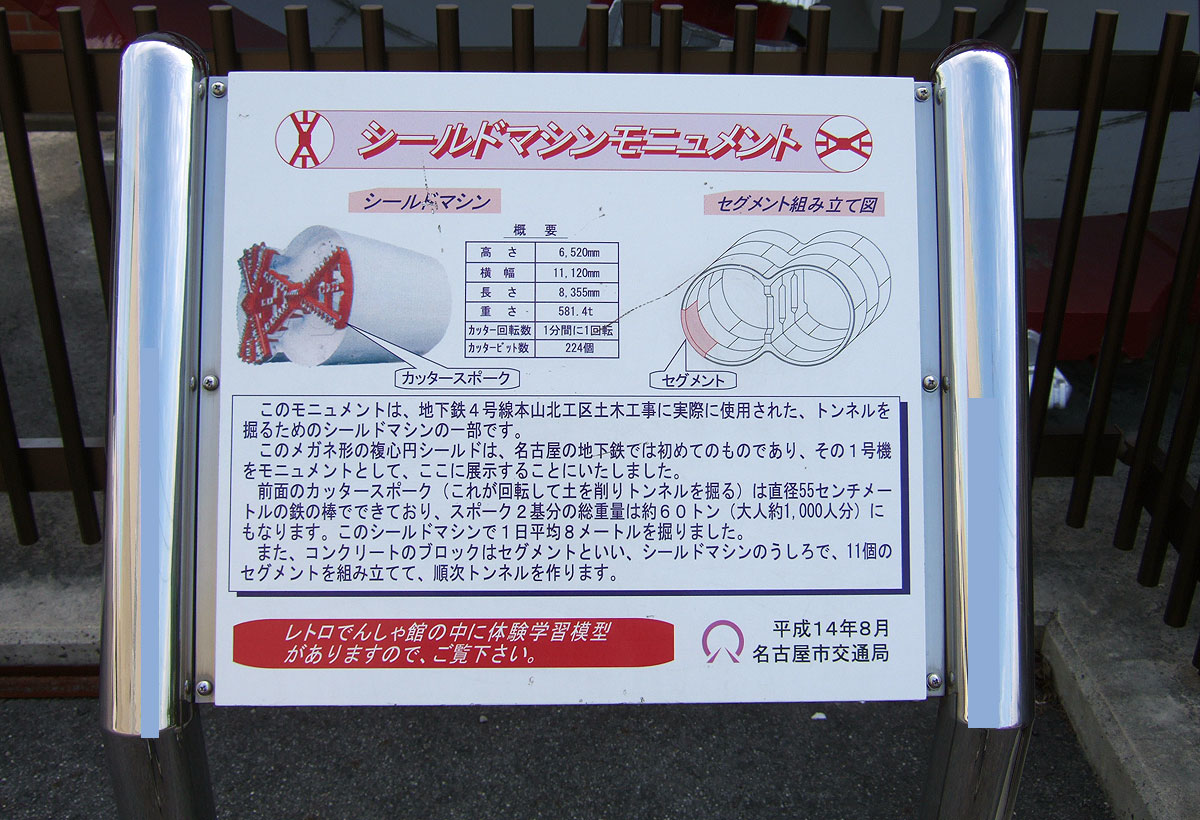 シールドマシンモニュメント
シールドマシン
概 要
高 さ 6,520mm
横 幅 11,120mm
長 さ 8,355mm
重 さ 581.4t
カッター回転数 1分間に1回転
カッタービット数 224個
カッタースポーク
セグメント組み立て図
セグメント
このモニュメントは、地下鉄４号線本山北工区土木工事に実際に使用された、トンネルを
掘るためのシールドマシンの一部です。
このメガネ形の複心円シールドは、名古屋の地下鉄では初めてのものであり、その１号機
をモニュメントとして、ここに展示することにいたしました。
前面のカッタースポーク（これが回転して土を削りトンネルを掘る）は直径55センチメー
トルの鉄の棒でできており、スポーク２基分の総重量は約６０トン（大人約1,000人分）に
もなります。このシールドマシンで１日平均８メートルを掘りました。
また、コンクリートのブロックはセグメントといい、シールドマシンのうしろで、11個の
セグメントを組み立てて、順次トンネルを作ります。
レトロでんしゃ館の中に体験学習模型
がありますので、ご覧下さい。
平成14年8月
名古屋市交通局